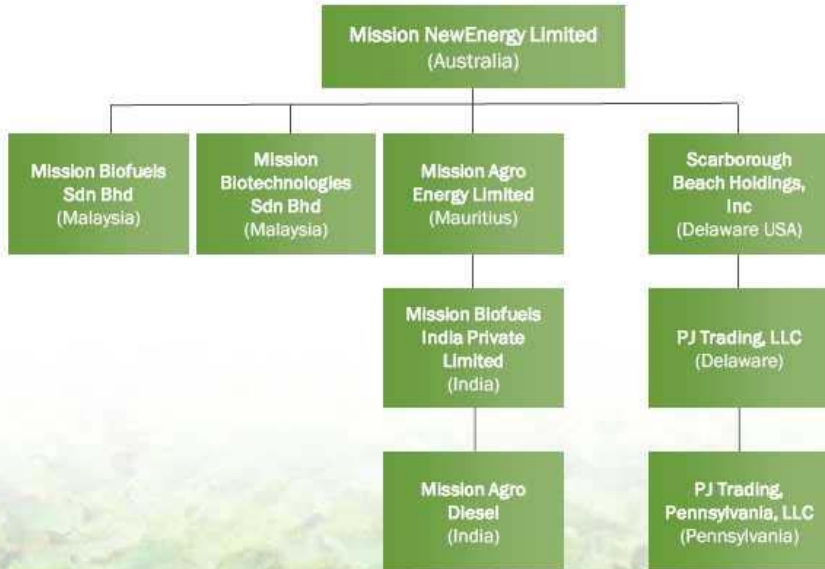 Mission NewEnergy Limited
(Australia)
Mission Biofuels
Sdn Bhd
(Malaysia)
Mission
Biotechnologies
Sdn Bhd
(Malaysia)
Mission Agro
Energy Limited
(Mauritius)
Scarborough
Beach Holdings,
Inc
(Delaware USA)
Mission Biofuels
India Private
Limited
(India)
PJ Trading, LLC
(Delaware)
Mission Agro
Diesel
(India)
PJ Trading,
Pennsylvania, LLC
(Pennsylvania)